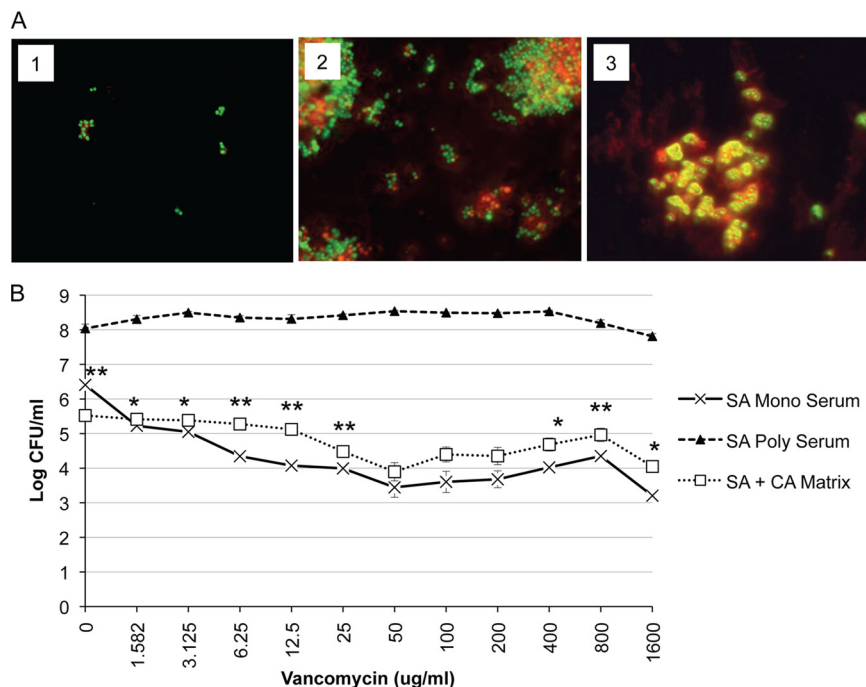 A
1
2
3
B
9
8
7
6
5
4
3
2
1
0
Log CFU/ml
** * * ** ** ** * ** *
0 1.582 3.125 6.25 12.5 25 50 100 200 400 800 1600
Vancomycin (ug/ml)
SA Mono Serum
SA Poly Serum
SA + CA Matrix